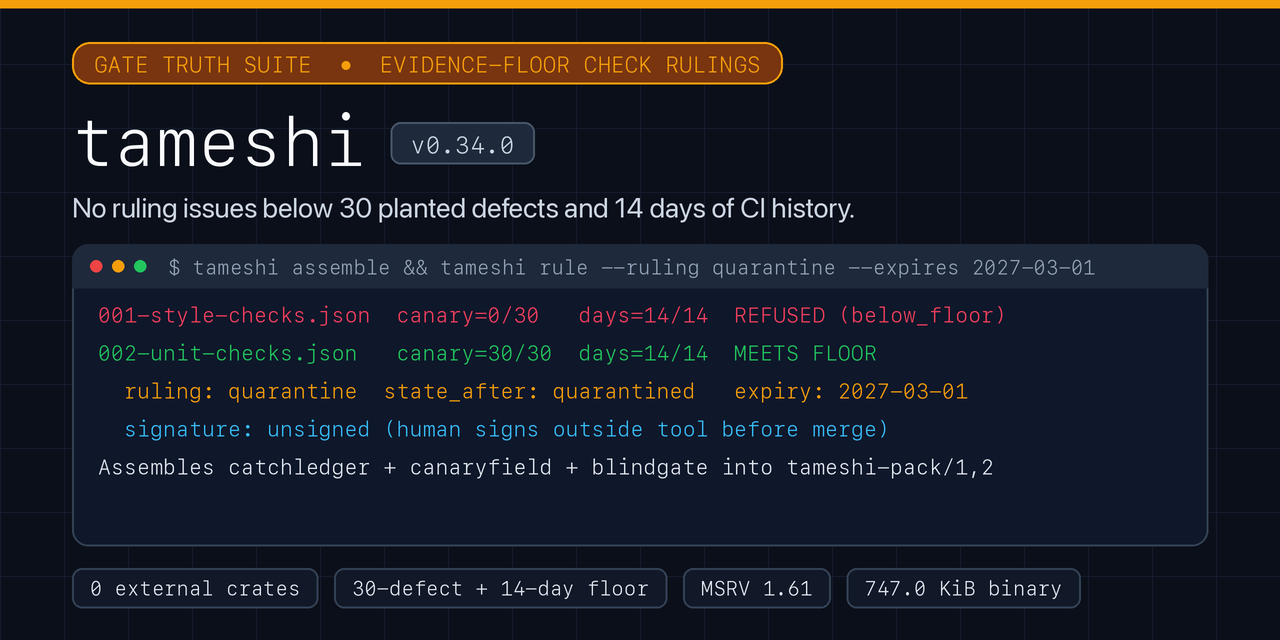 GATE TRUTH SUITE • EVIDENCE—FLOOR CHECK RULINGS
tameshi v0.34.0
No ruling issues below 30 planted defects and 14 days of CI history.
$ tameshi assemble && tameshi rule --ruling quarantine --expires 2027-03-01
001-style-checks.json canary=0/30 days=14/14 REFUSED (below_floor)
002-unit-checks.json canary=30/30 days=14/14 MEETS FLOOR
ruling: quarantine state_after: quarantined expiry: 2027-03-01
signature: unsigned (human signs outside tool before merge)
Assembles catchledger + canaryfield + blindgate into tameshi-pack/1,2
0 external crates
30-defect + 14-day floor
MSRV 1.61
747.0 KiB binary